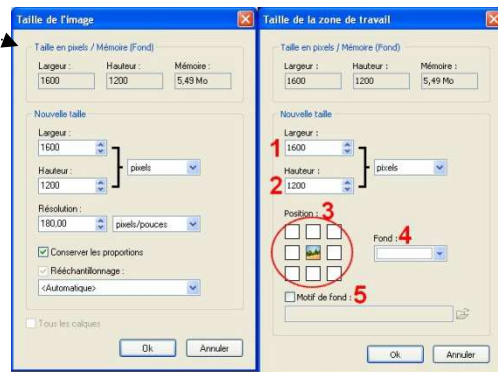 Taille de l'image
Taille en pixels / Mémoire (Fond)
Largeur : Hauteur : Mémoire :
1600 1200 5,49 Mo
Nouvelle taille
Largeur :
1600
Hauteur : pixels
1200
Résolution :
180,00 pixels/pouces
Conserver les proportions
Rééchantillonnage :
<Automatique>
Tous les calques
Ok Annuler
Taille de la zone de travail
Taille en pixels / Mémoire (Fond)
Largeur : Hauteur : Mémoire :
1600 1200 5,49 Mo
Nouvelle taille
Largeur :
1 1600
Hauteur : pixels
2 1200
Position : 3
Fond : 4
Motif de fond : 5
Ok Annuler